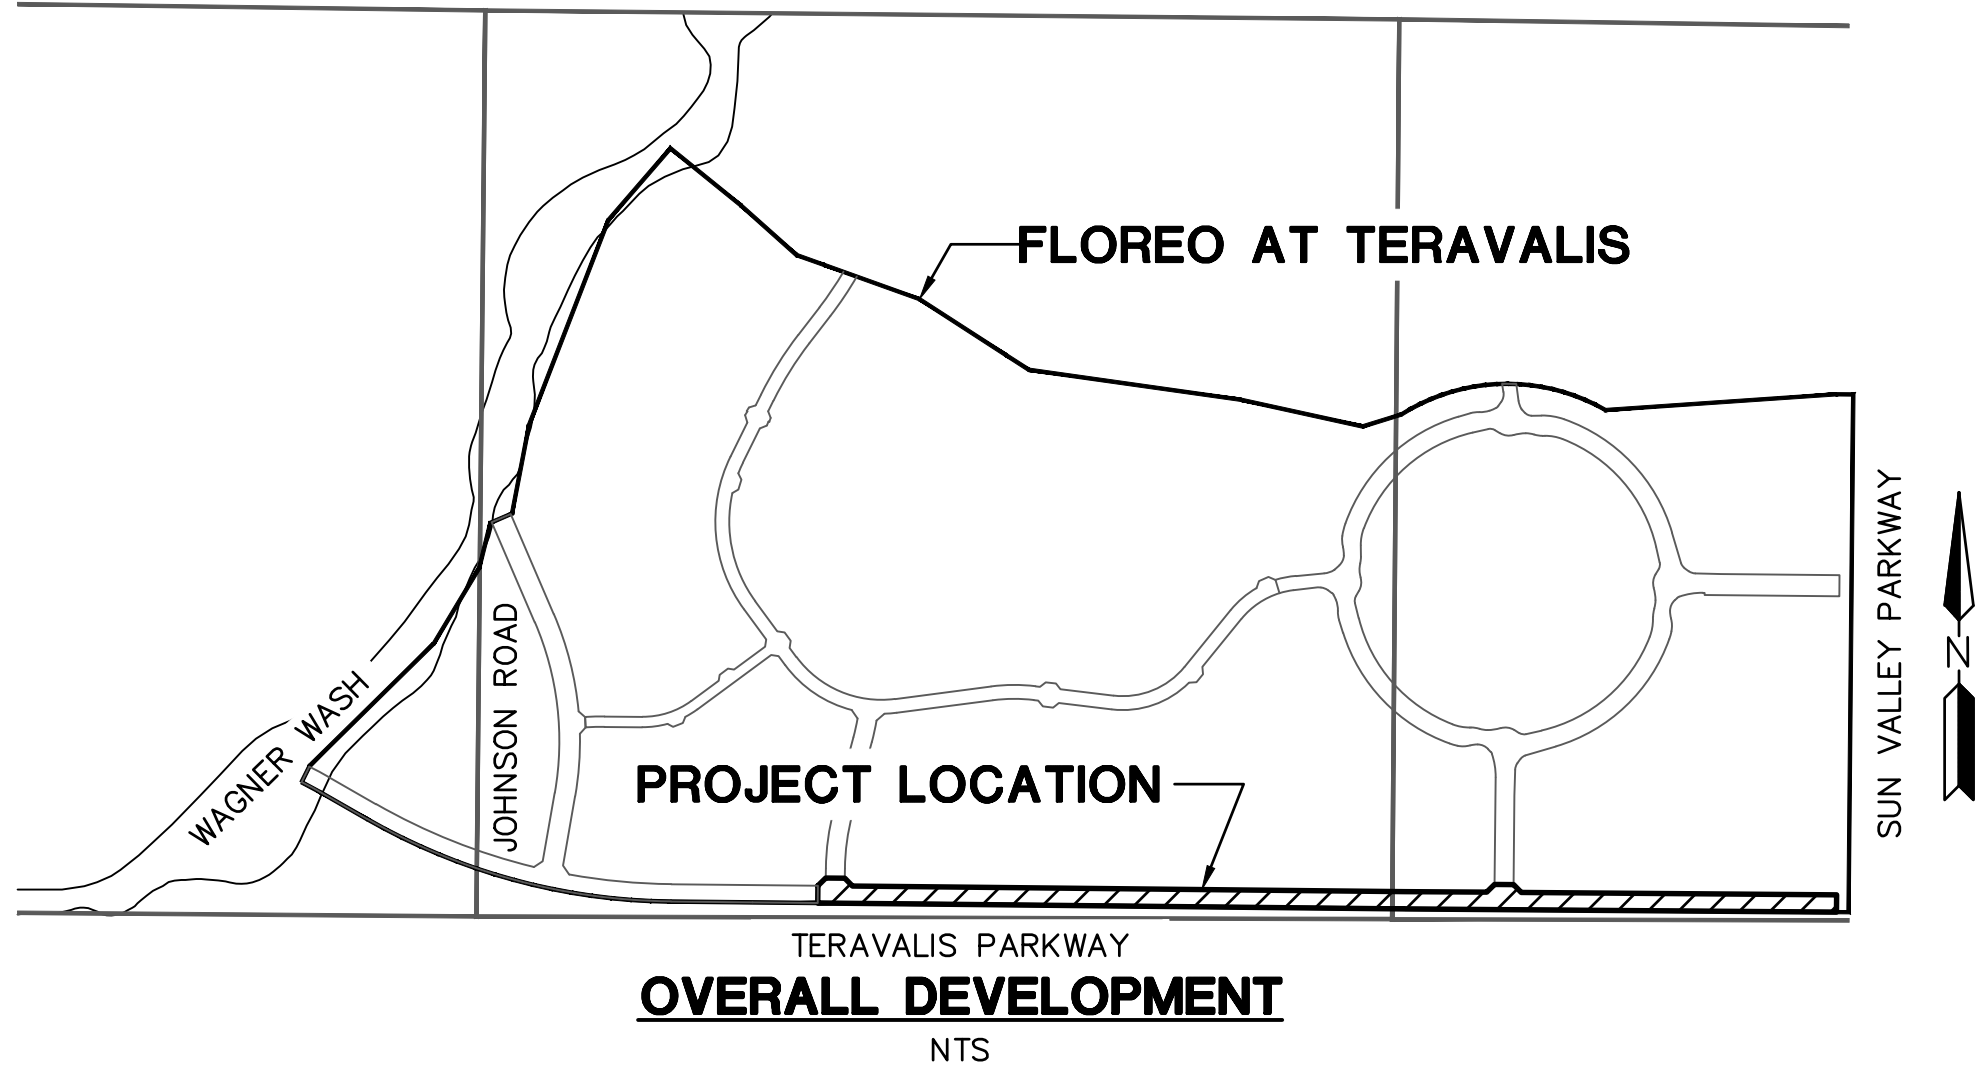 FLOREO AT TERAVALIS
SUN VALLEY PARKWAY
N
JOHNSON ROAD
WAGNER WASH
PROJECT LOCATION
TERAVALIS PARKWAY
OVERALL DEVELOPMENT
NTS